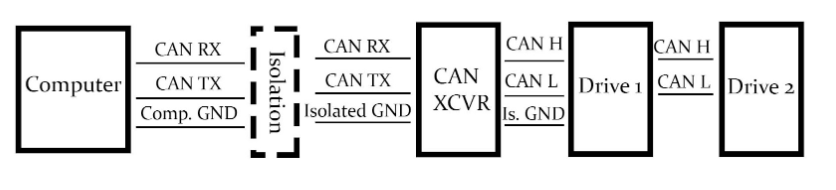 Computer
CAN RX
CAN TX
Comp. GND
Isolation
CAN RX
CAN TX
Isolated GND
CAN
XCVR
CAN H
CAN L
Is. GND
Drive 1
CAN H
CAN L
Drive 2